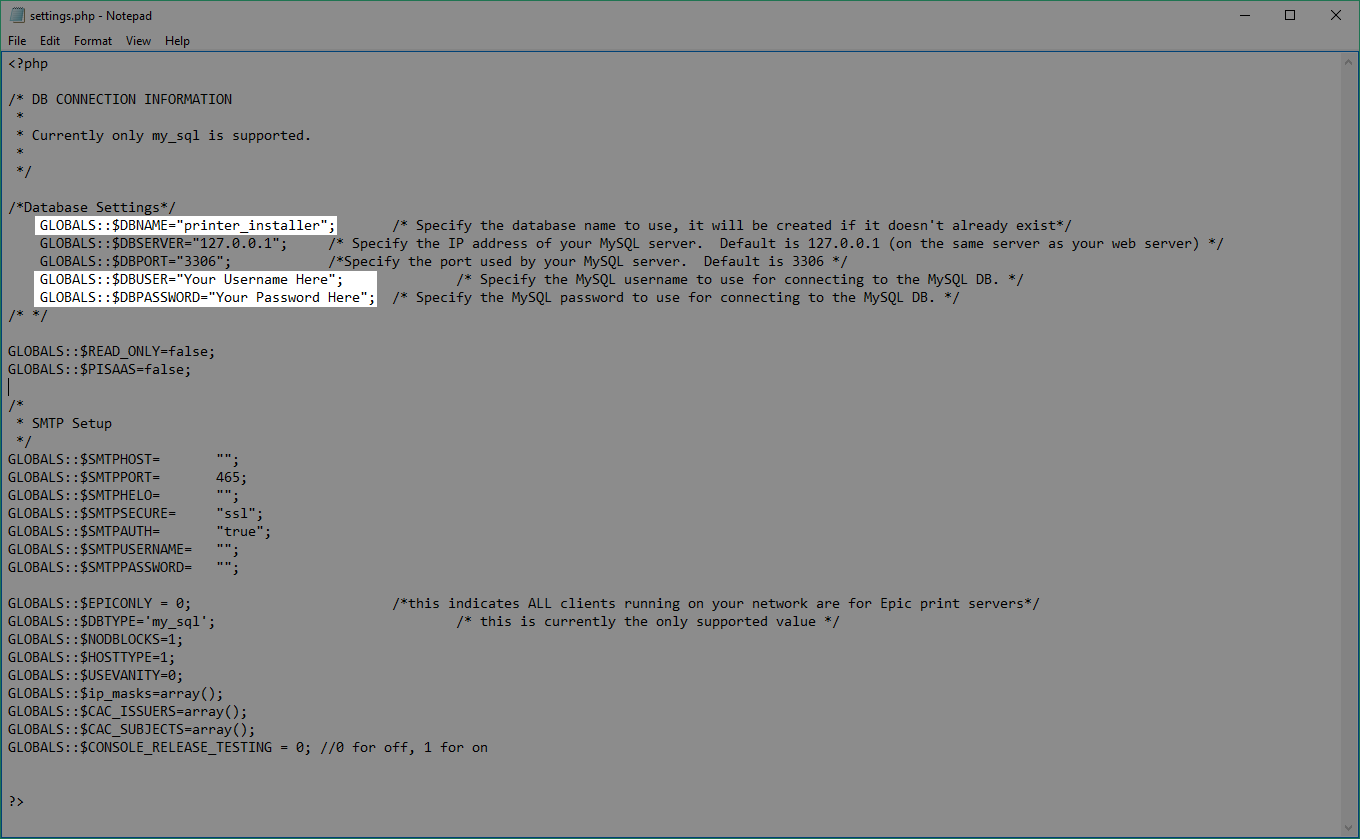 settings.php - Notepad
File Edit Format View Help
<?php
/* DB CONNECTION INFORMATION
*
* Currently only my_sql is supported.
*
*/
/*Database Settings*/
GLOBALS::$DBNAME="printer_installer"; /* Specify the database name to use, it will be created if it doesn't already exist*/
GLOBALS::$DBSERVER="127.0.0.1"; /* Specify the IP address of your MySQL server. Default is 127.0.0.1 (on the same server as your web server) */
GLOBALS::$DBPORT="3306"; /*Specify the port used by your MySQL server. Default is 3306 */
GLOBALS::$DBUSER="Your Username Here"; /* Specify the MySQL username to use for connecting to the MySQL DB. */
GLOBALS::$DBPASSWORD="Your Password Here"; /* Specify the MySQL password to use for connecting to the MySQL DB. */
/* */
GLOBALS::$READ_ONLY=false;
GLOBALS::$PISAAS=false;
/*
* SMTP Setup
*/
GLOBALS::$SMTPHOST= "";
GLOBALS::$SMTPPORT= 465;
GLOBALS::$SMTPHELO= "";
GLOBALS::$SMTPSECURE= "ssl";
GLOBALS::$SMTPAUTH= "true";
GLOBALS::$SMTPUSERNAME= "";
GLOBALS::$SMTPPASSWORD= "";
GLOBALS::$EPICONLY = 0; /*this indicates ALL clients running on your network are for Epic print servers*/
GLOBALS::$DBTYPE='my_sql'; /* this is currently the only supported value */
GLOBALS::$NODBLOCKS=1;
GLOBALS::$HOSTTYPE=1;
GLOBALS::$USEVANITY=0;
GLOBALS::$ip_masks=array();
GLOBALS::$CAC_ISSUERS=array();
GLOBALS::$CAC_SUBJECTS=array();
GLOBALS::$CONSOLE_RELEASE_TESTING = 0; //0 for off, 1 for on
?>